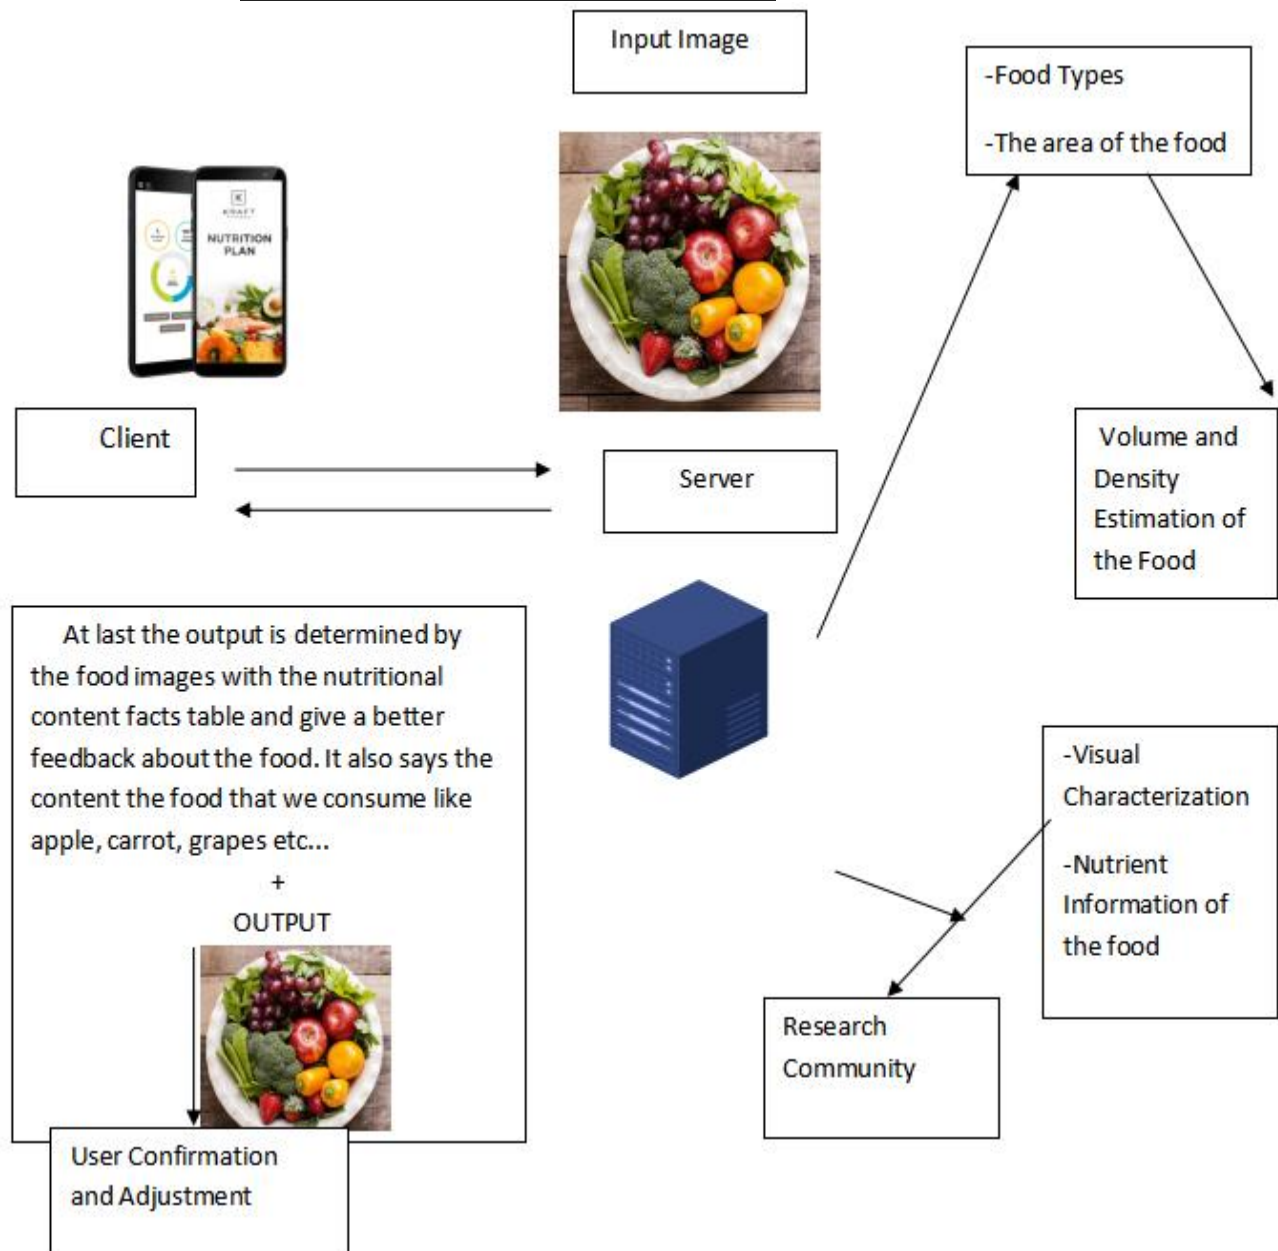 Input Image
-Food Types
-The area of the food
KRAFT
NUTRITION
PLAN
Client
Server
Volume and
Density
Estimation of
the Food
At last the output is determined by
the food images with the nutritional
content facts table and give a better
feedback about the food. It also says the
content the food that we consume like
apple, carrot, grapes etc...
+
OUTPUT
-Visual
Characterization
-Nutrient
Information of
the food
Research
Community
User Confirmation
and Adjustment